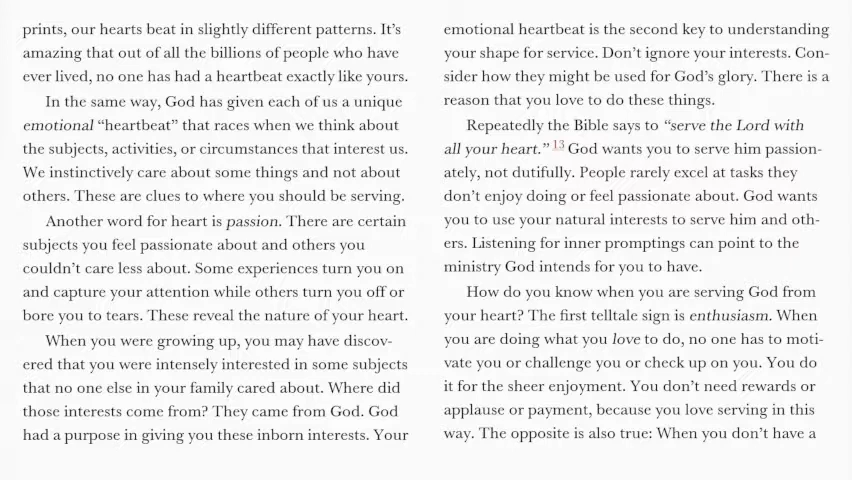 prints, our hearts beat in slightly different patterns. It’s
amazing that out of all the billions of people who have
ever lived, no one has had a heartbeat exactly like yours.
In the same way, God has given each of us a unique
emotional “heartbeat” that races when we think about
the subjects, activities, or circumstances that interest us.
We instinctively care about some things and not about
others. These are clues to where you should be serving.
Another word for heart is passion. There are certain
subjects you feel passionate about and others you
couldn’t care less about. Some experiences turn you on
and capture your attention while others turn you off or
bore you to tears. These reveal the nature of your heart.
When you were growing up, you may have discov-
ered that you were intensely interested in some subjects
that no one else in your family cared about. Where did
those interests come from? They came from God. God
had a purpose in giving you these inborn interests. Your
emotional heartbeat is the second key to understanding
your shape for service. Don’t ignore your interests. Con-
sider how they might be used for God’s glory. There is a
reason that you love to do these things.
Repeatedly the Bible says to “serve the Lord with
all your heart.” 13 God wants you to serve him passion-
ately, not dutifully. People rarely excel at tasks they
don’t enjoy doing or feel passionate about. God wants
you to use your natural interests to serve him and oth-
ers. Listening for inner promptings can point to the
ministry God intends for you to have.
How do you know when you are serving God from
your heart? The first telltale sign is enthusiasm. When
you are doing what you love to do, no one has to moti-
vate you or challenge you or check up on you. You do
it for the sheer enjoyment. You don’t need rewards or
applause or payment, because you love serving in this
way. The opposite is also true: When you don’t have a